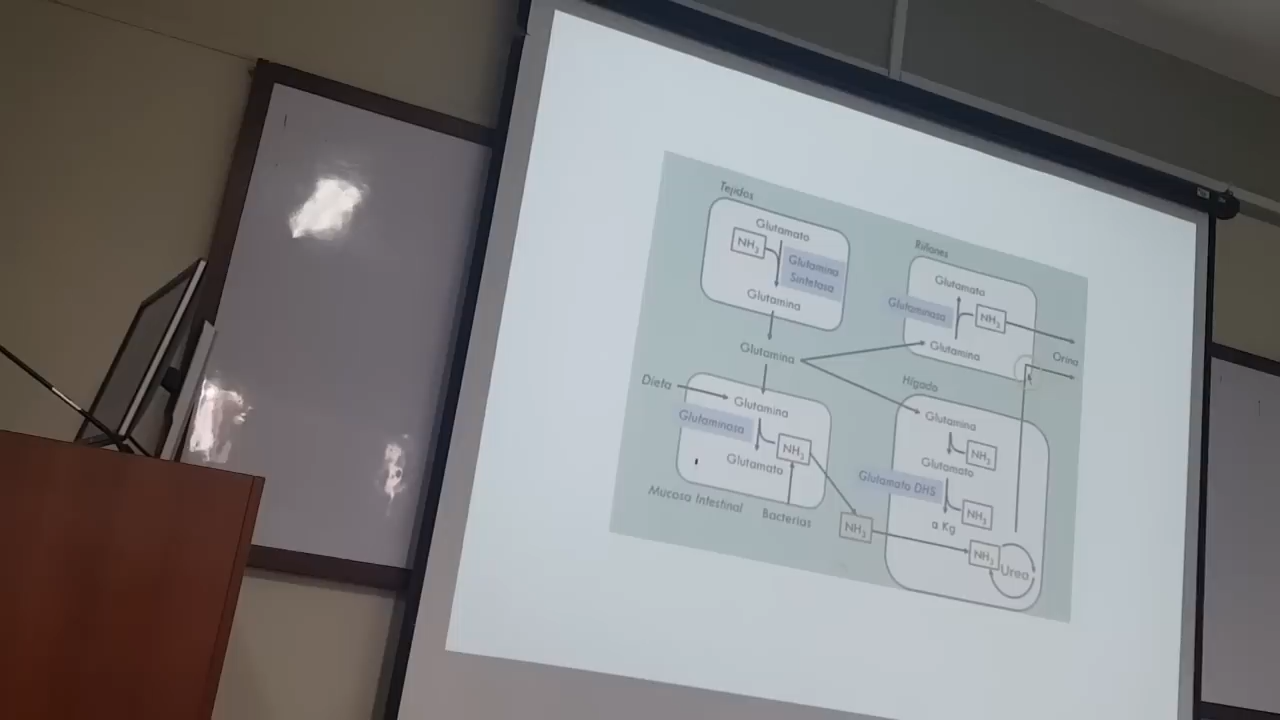 Tejidos
Glutamato
NH3
Glutamina
Sintetasa
Glutamina
Glutamina
Riñones
Glutamato
Glutaminasa
NH3
Glutamina
Orina
Dieta
Glutamina
Glutaminasa
NH3
Glutamato
Mucosa Intestinal
Bacterias
NH3
Hígado
Glutamina
NH3
Glutamato
Glutamato DHS
NH3
α Kg
NH3
Urea